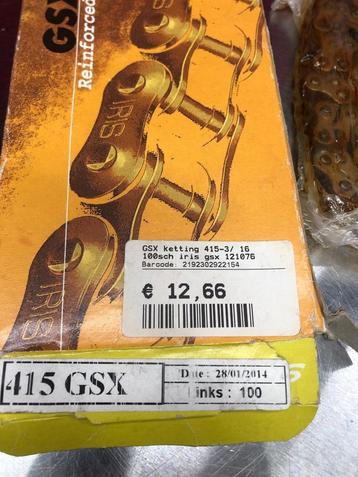 GSX
Reinforced
IRIS
IRIS
IRIS
GSX ketting 415-3/ 16
100sch iris gsx 121076
Barcode: 2192302922154
€ 12,66
415 GSX
Date : 28/01/2014
Links : 100